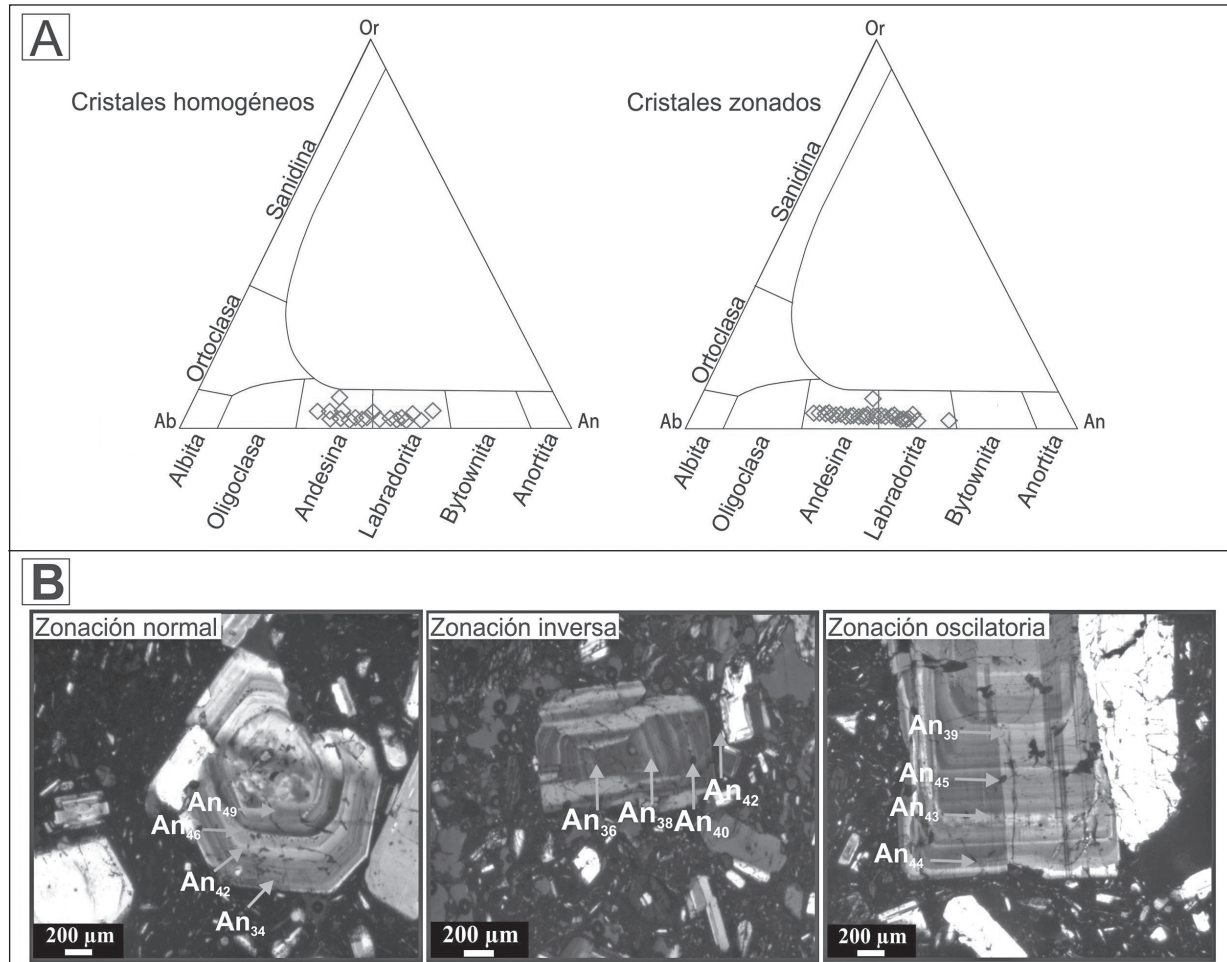 A
Or
Cristales homogéneos
Sanidina
Ortoclasa
Ab
An
Albita
Oligoclasa
Andesina
Labradorita
Bytownita
Anortita
Or
Cristales zonados
Sanidina
Ortoclasa
Ab
An
Albita
Oligoclasa
Andesina
Labradorita
Bytownita
Anortita
B
Zonación normal
An49
An46
An42
An34
200 µm
Zonación inversa
An42
An36
An38
An40
200 µm
Zonación oscilatoria
An39
An45
An43
An44
200 µm